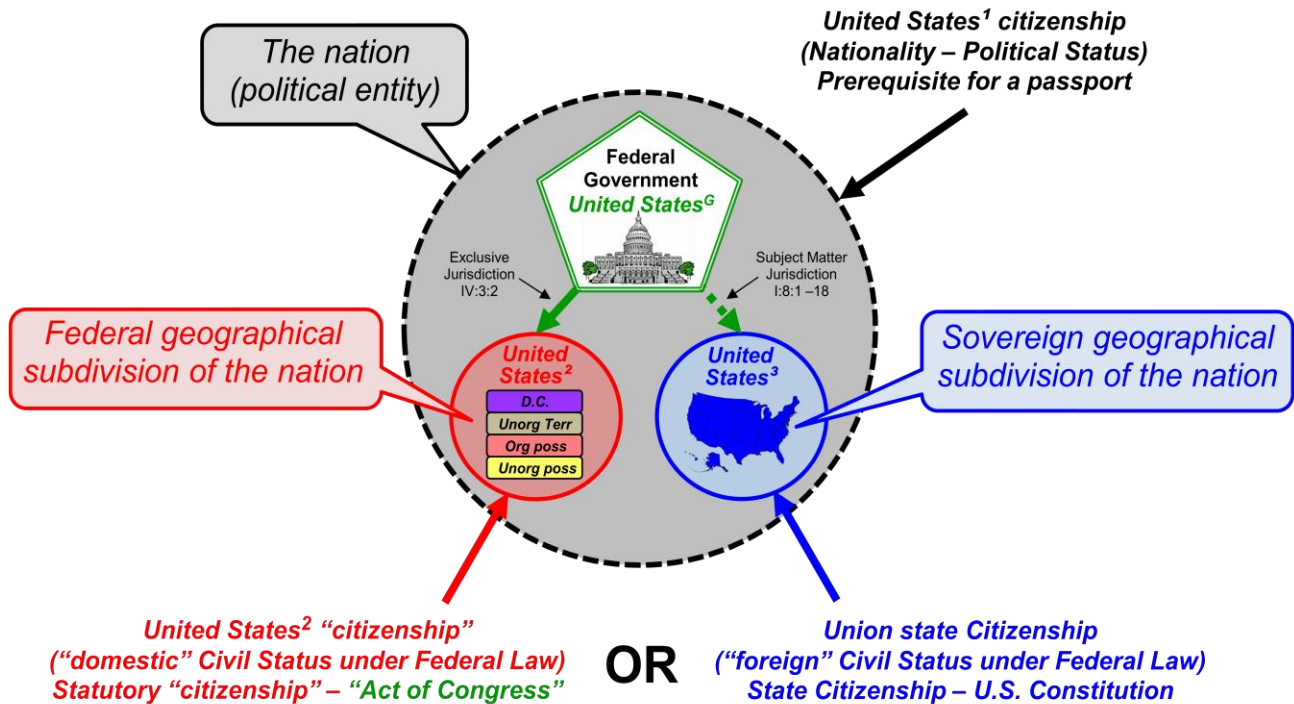 The nation
(political entity)
United States¹ citizenship
(Nationality – Political Status)
Prerequisite for a passport
Federal
Government
United Statesᴳ
Exclusive
Jurisdiction
IV:3:2
Subject Matter
Jurisdiction
I:8:1 –18
Federal geographical
subdivision of the nation
United
States²
D.C.
Unorg Terr
Org poss
Unorg poss
United
States³
Sovereign geographical
subdivision of the nation
United States² “citizenship”
(“domestic” Civil Status under Federal Law)
Statutory “citizenship” – “Act of Congress”
OR
Union state Citizenship
(“foreign” Civil Status under Federal Law)
State Citizenship – U.S. Constitution